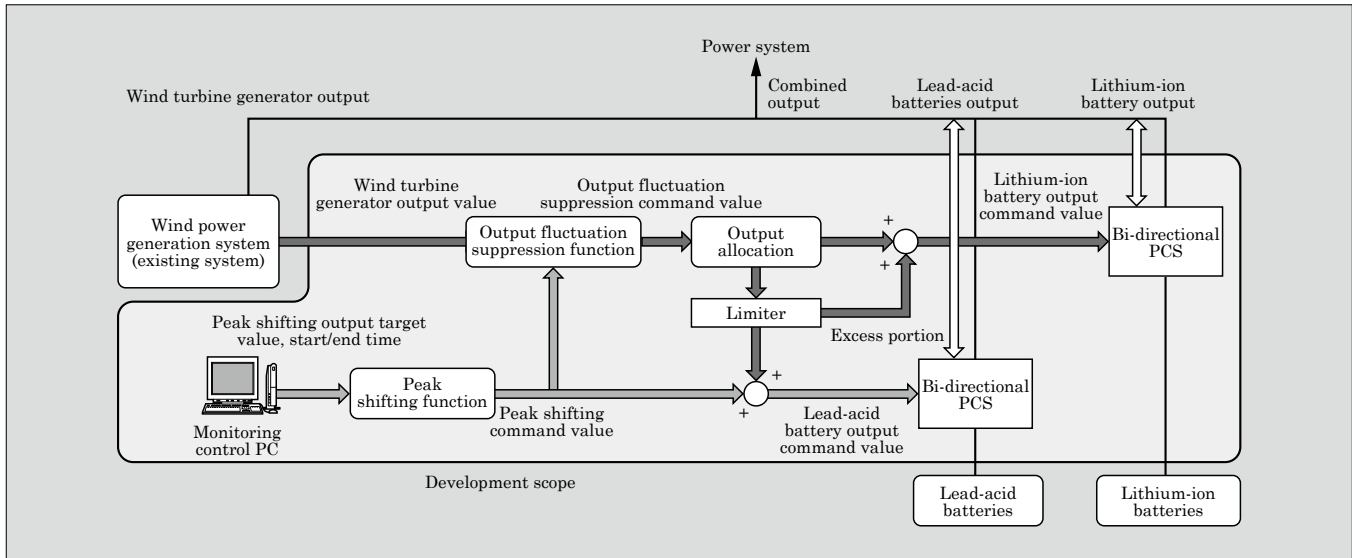 Power system
Combined
output
Wind turbine generator output
Lead-acid
batteries output
Lithium-ion
battery output
Wind turbine
generator output value
Output fluctuation
suppression command value
Lithium-ion
battery output
command value
Wind power
generation system
(existing system)
Output fluctuation
suppression function
Output
allocation
+
+
Bi-directional
PCS
Limiter
Excess portion
Peak shifting output target
value, start/end time
Monitoring
control PC
Peak
shifting function
Peak shifting
command value
+
+
Lead-acid
battery output
command value
Bi-directional
PCS
Development scope
Lead-acid
batteries
Lithium-ion
batteries